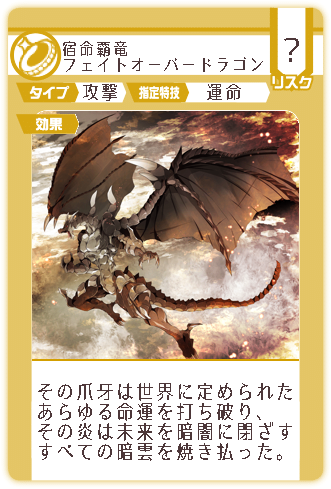 宿命覇竜
フェイトオーバードラゴン
？
リスク
タイプ 攻撃 指定特技 運命
効果
その爪牙は世界に定められた
あらゆる命運を打ち破り、
その炎は未来を暗闇に閉ざす
すべての暗雲を焼き払った。